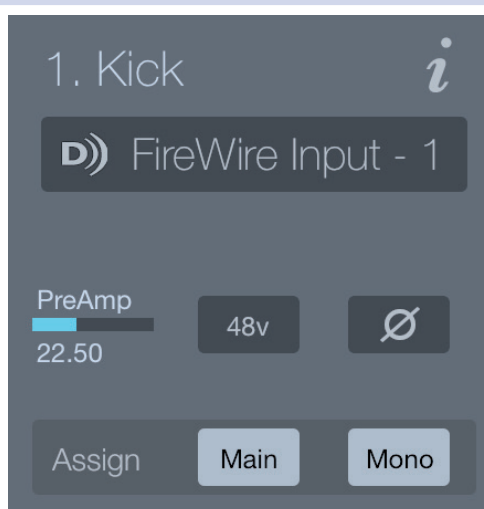 1. Kick i
D)) FireWire Input - 1
PreAmp
48v Ø
22.50
Assign Main Mono